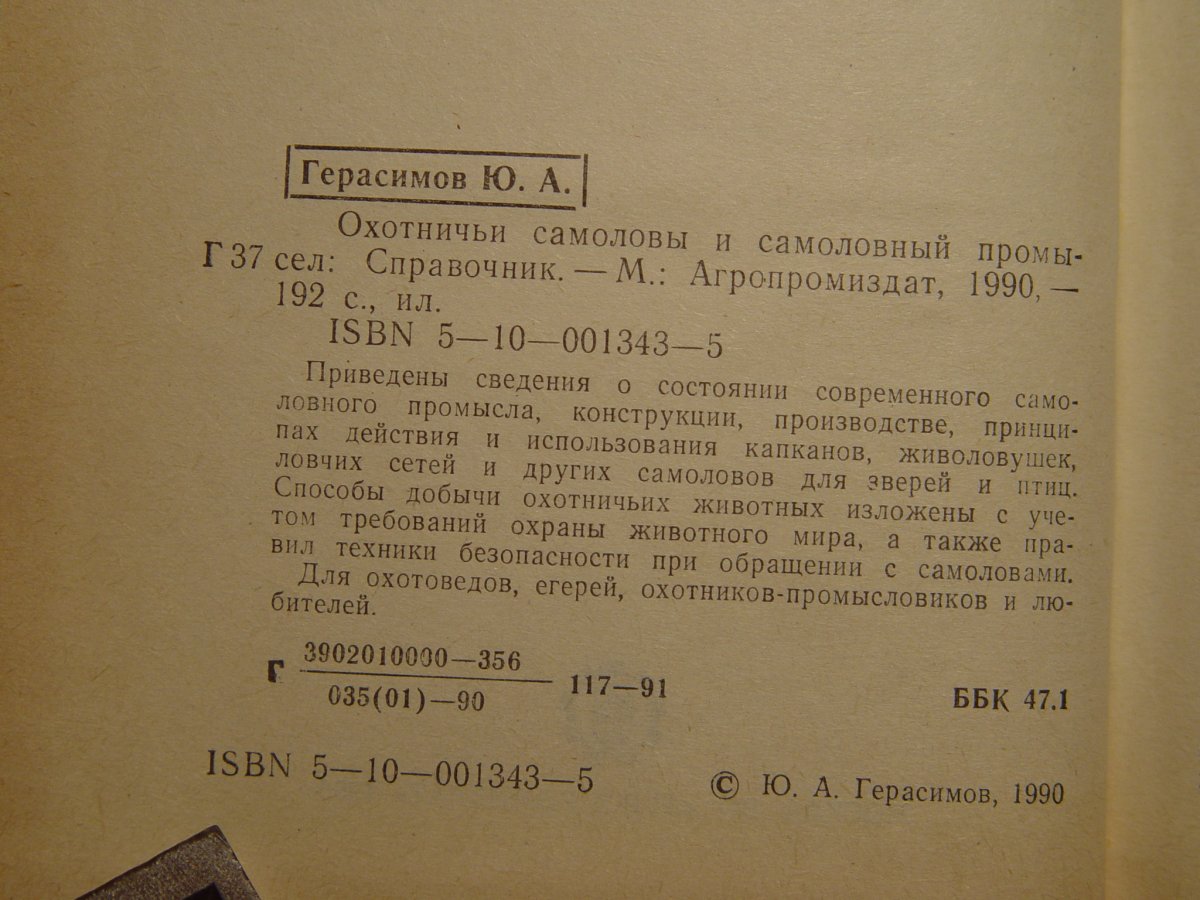 Герасимов Ю. А.
Охотничьи самоловы и самоловный промы-
Г 37 сел: Справочник. — М.: Агропромиздат, 1990, —
192 с., ил.
ISBN 5—10—001343—5
Приведены сведения о состоянии современного само-
ловного промысла, конструкции, производстве, принци-
пах действия и использования капканов, живоловушек,
ловчих сетей и других самоловов для зверей и птиц.
Способы добычи охотничьих животных изложены с уче-
том требований охраны животного мира, а также пра-
вил техники безопасности при обращении с самоловами.
Для охотоведов, егерей, охотников-промысловиков и лю-
бителей.
Г 3902010000—356
035(01)—90
117—91
ББК 47.1
ISBN 5—10—001343—5
© Ю. А. Герасимов, 1990